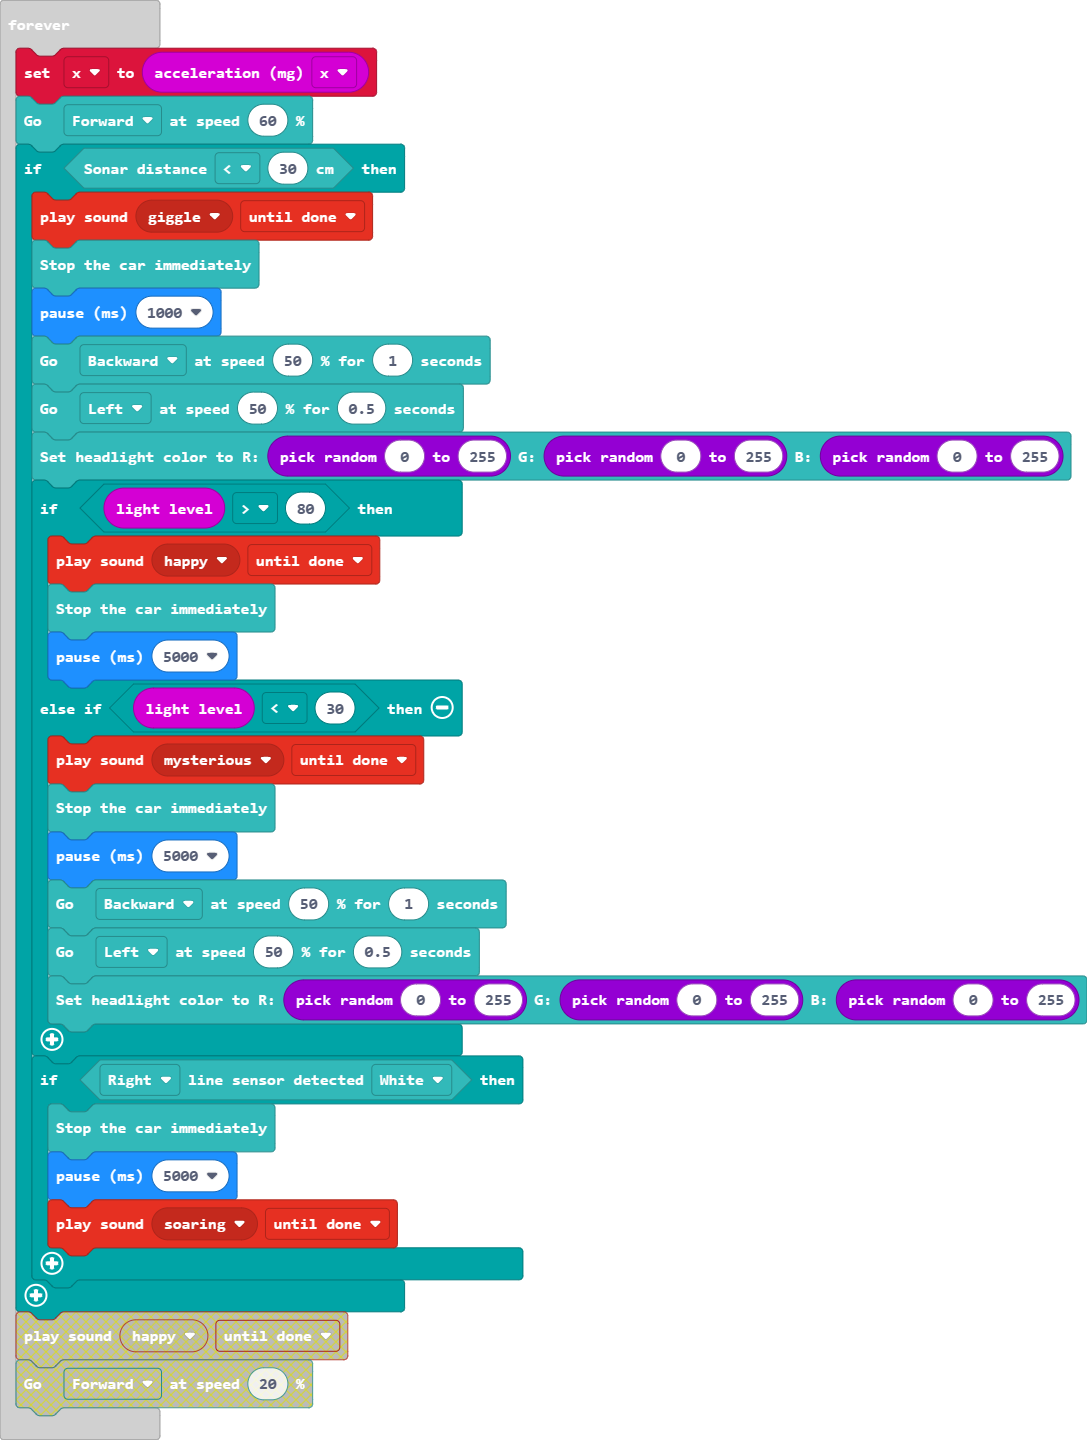 forever
set x to acceleration (mg) x
Go Forward at speed 60 %
if Sonar distance < 30 cm then
play sound giggle until done
Stop the car immediately
pause (ms) 1000
Go Backward at speed 50 % for 1 seconds
Go Left at speed 50 % for 0.5 seconds
Set headlight color to R: pick random 0 to 255 G: pick random 0 to 255 B: pick random 0 to 255
if light level > 80 then
play sound happy until done
Stop the car immediately
pause (ms) 5000
else if light level < 30 then
play sound mysterious until done
Stop the car immediately
pause (ms) 5000
Go Backward at speed 50 % for 1 seconds
Go Left at speed 50 % for 0.5 seconds
Set headlight color to R: pick random 0 to 255 G: pick random 0 to 255 B: pick random 0 to 255
if Right line sensor detected White then
Stop the car immediately
pause (ms) 5000
play sound soaring until done
play sound happy until done
Go Forward at speed 20 %